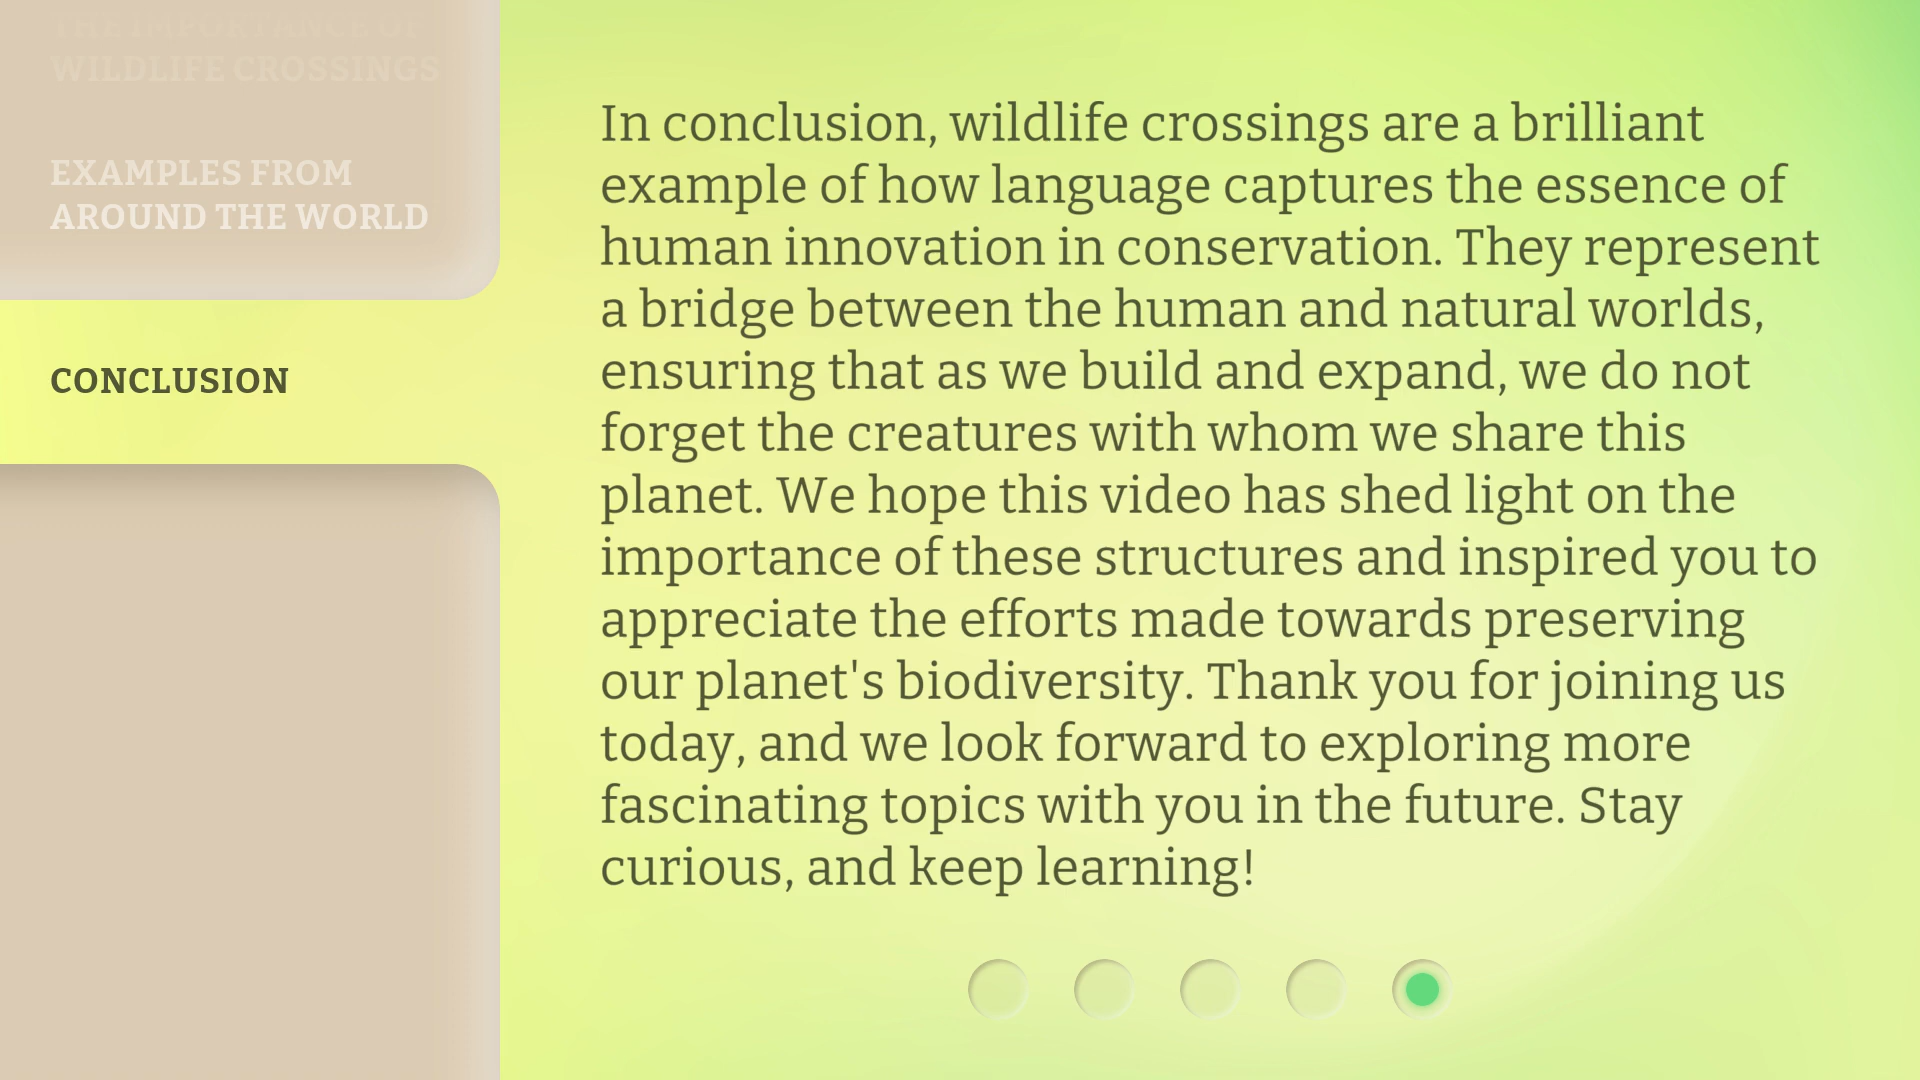 THE IMPORTANCE OF
WILDLIFE CROSSINGS
EXAMPLES FROM
AROUND THE WORLD
CONCLUSION
In conclusion, wildlife crossings are a brilliant
example of how language captures the essence of
human innovation in conservation. They represent
a bridge between the human and natural worlds,
ensuring that as we build and expand, we do not
forget the creatures with whom we share this
planet. We hope this video has shed light on the
importance of these structures and inspired you to
appreciate the efforts made towards preserving
our planet's biodiversity. Thank you for joining us
today, and we look forward to exploring more
fascinating topics with you in the future. Stay
curious, and keep learning!